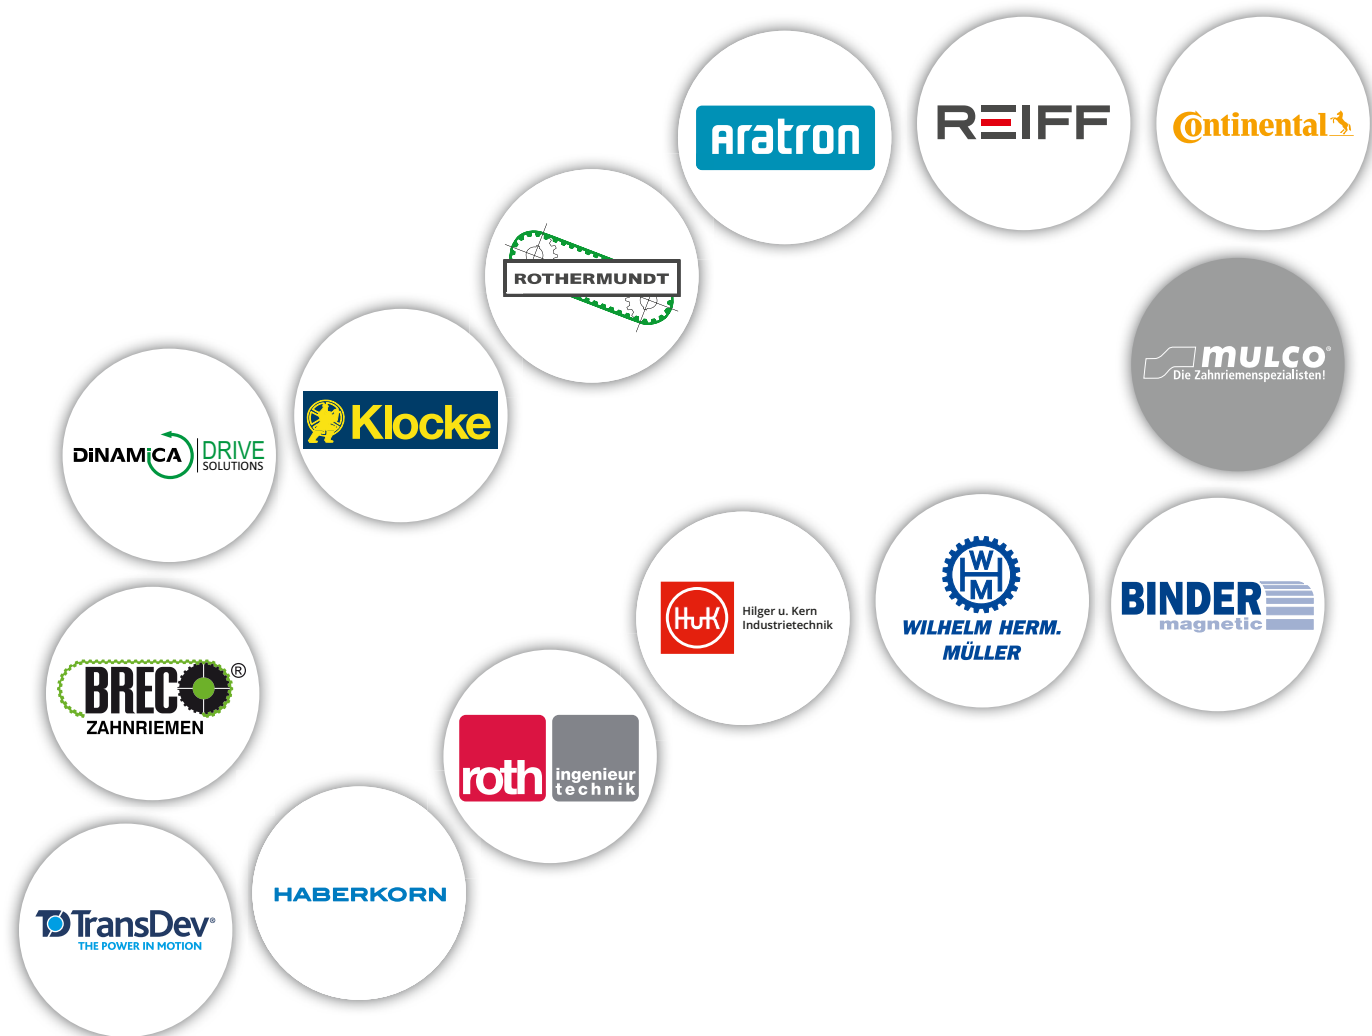 aratron
REIFF
Continental
ROTHERMUNDT
mulco®
Die Zahnriemenspezialisten!
Klocke
DiNAMiCA
DRIVE
SOLUTIONS
HuK
Hilger u. Kern
Industrietechnik
WHM
WILHELM HERM.
MÜLLER
BINDER
magnetic
BRECO®
ZAHNRIEMEN
roth
ingenieur
technik
HABERKORN
TransDev®
THE POWER IN MOTION